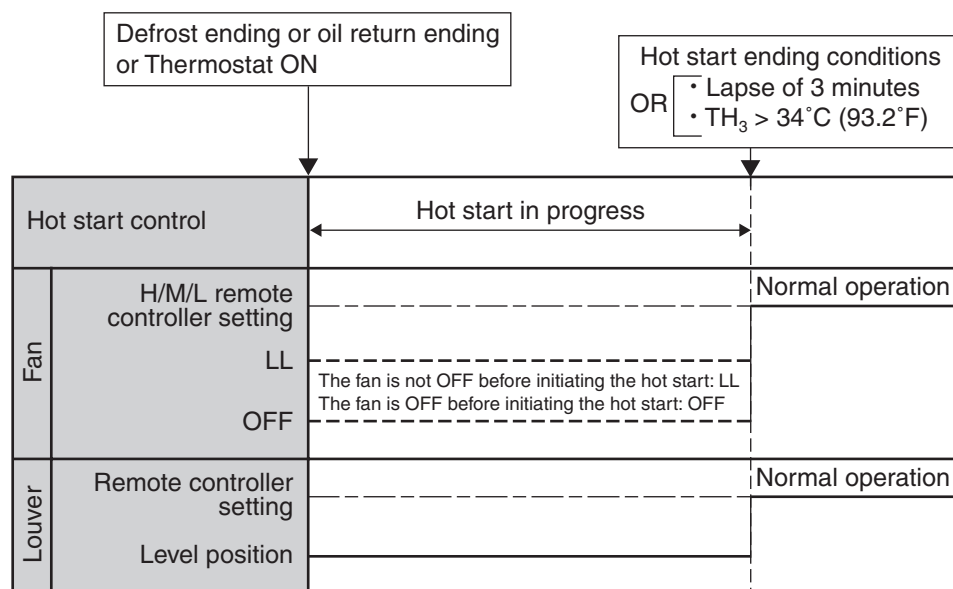 Defrost ending or oil return ending
or Thermostat ON
Hot start ending conditions
OR
・Lapse of 3 minutes
・TH₃ > 34˚C (93.2˚F)
Hot start control
Hot start in progress
Fan
H/M/L remote
controller setting
Normal operation
LL
The fan is not OFF before initiating the hot start: LL
The fan is OFF before initiating the hot start: OFF
OFF
Louver
Remote controller
setting
Normal operation
Level position